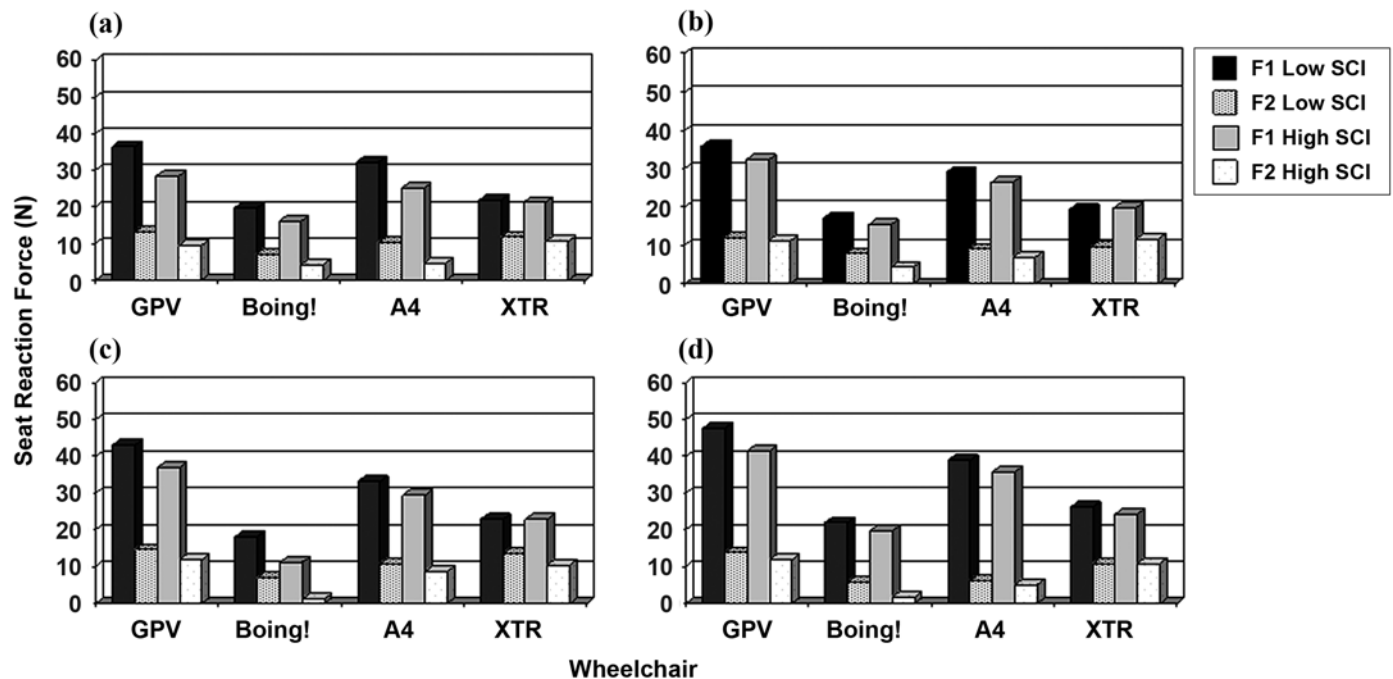 (a)
60
50
40
30
20
10
0
GPV Boing! A4 XTR
(b)
60
50
40
30
20
10
0
GPV Boing! A4 XTR
F1 Low SCI
F2 Low SCI
F1 High SCI
F2 High SCI
Seat Reaction Force (N)
(c)
60
50
40
30
20
10
0
GPV Boing! A4 XTR
(d)
60
50
40
30
20
10
0
GPV Boing! A4 XTR
Wheelchair